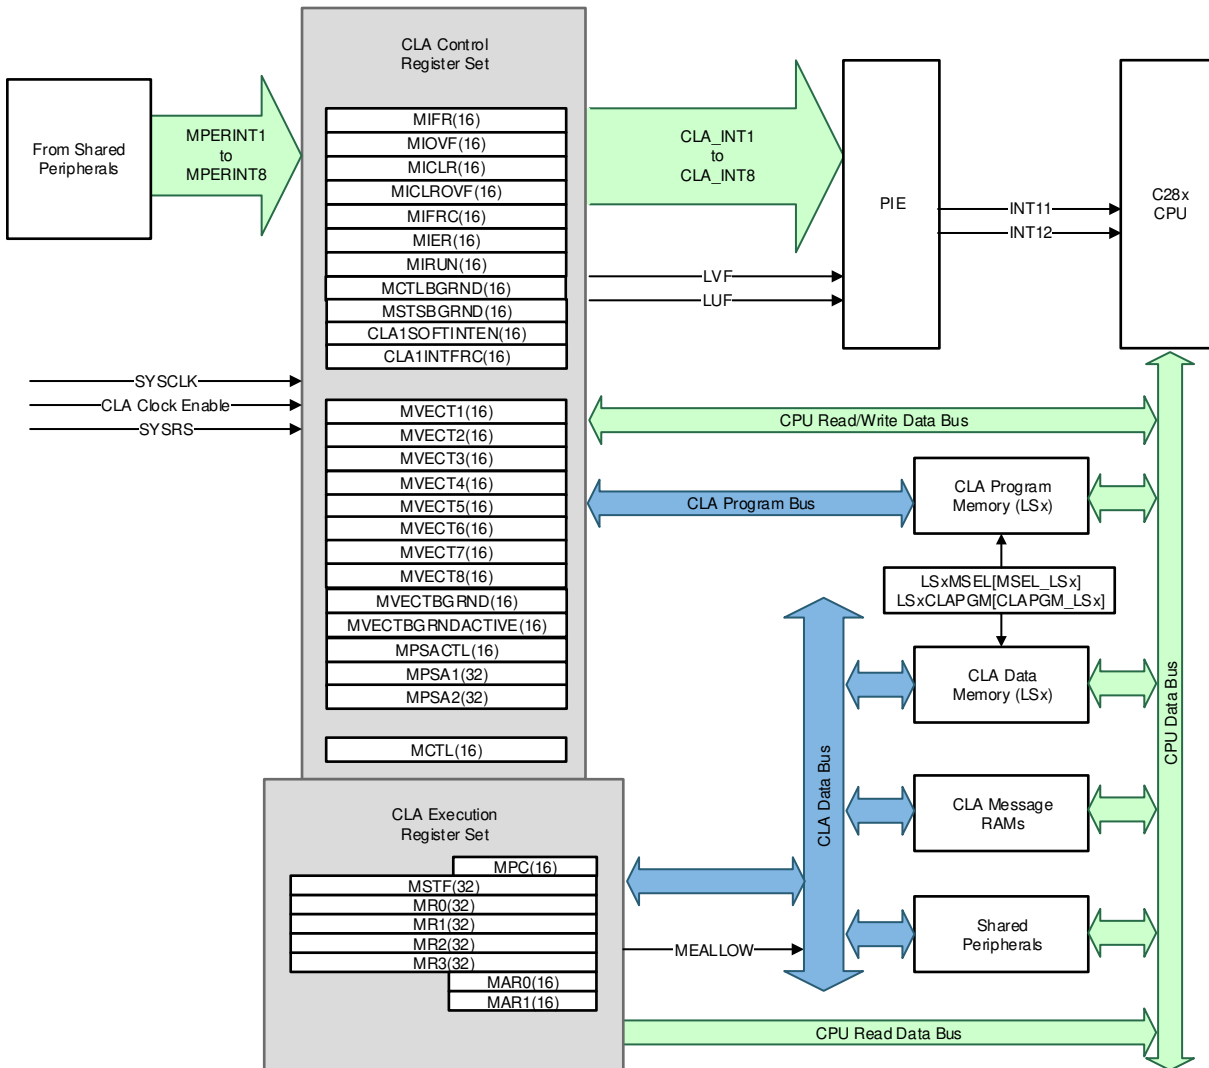 CLA Control
Register Set
From Shared
Peripherals
MPERINT1
to
MPERINT8
MIFR(16)
MIOVF(16)
MICLR(16)
MICLROVF(16)
MIFRC(16)
MIER(16)
MIRUN(16)
MCTLBGRND(16)
MSTSBGRND(16)
CLA1SOFTINTEN(16)
CLA1INTFRC(16)
CLA_INT1
to
CLA_INT8
LVF
LUF
PIE
INT11
INT12
C28x
CPU
SYSCLK
CLA Clock Enable
SYSRS
MVECT1(16)
MVECT2(16)
MVECT3(16)
MVECT4(16)
MVECT5(16)
MVECT6(16)
MVECT7(16)
MVECT8(16)
MVECTBGRND(16)
MVECTBGRNDACTIVE(16)
MPSACTL(16)
MPSA1(32)
MPSA2(32)
MCTL(16)
CPU Read/Write Data Bus
CLA Program Bus
CLA Program
Memory (LSx)
LSxMSEL[MSEL_LSx]
LSxCLAPGM[CLAPGM_LSx]
CLA Data
Memory (LSx)
CLA Data Bus
CPU Data Bus
CLA Message
RAMs
Shared
Peripherals
CLA Execution
Register Set
MPC(16)
MSTF(32)
MR0(32)
MR1(32)
MR2(32)
MR3(32)
MAR0(16)
MAR1(16)
MEALLOW
CPU Read Data Bus